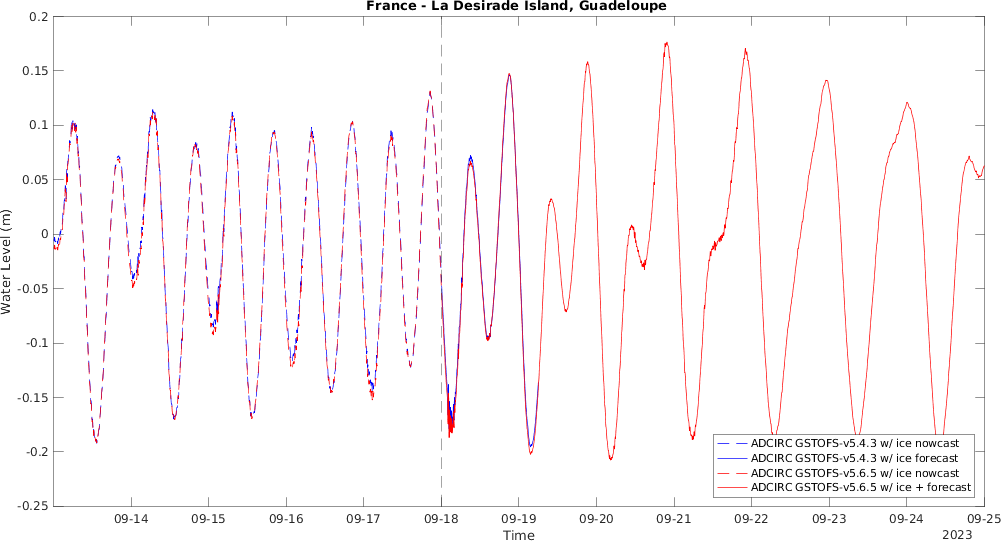 France - La Desirade Island, Guadeloupe
Water Level (m)
0.2
0.15
0.1
0.05
0
-0.05
-0.1
-0.15
-0.2
-0.25
ADCIRC GSTOFS-v5.4.3 w/ ice nowcast
ADCIRC GSTOFS-v5.4.3 w/ ice forecast
ADCIRC GSTOFS-v5.6.5 w/ ice nowcast
ADCIRC GSTOFS-v5.6.5 w/ ice + forecast
09-14 09-15 09-16 09-17 09-18 09-19 09-20 09-21 09-22 09-23 09-24 09-25
Time
2023